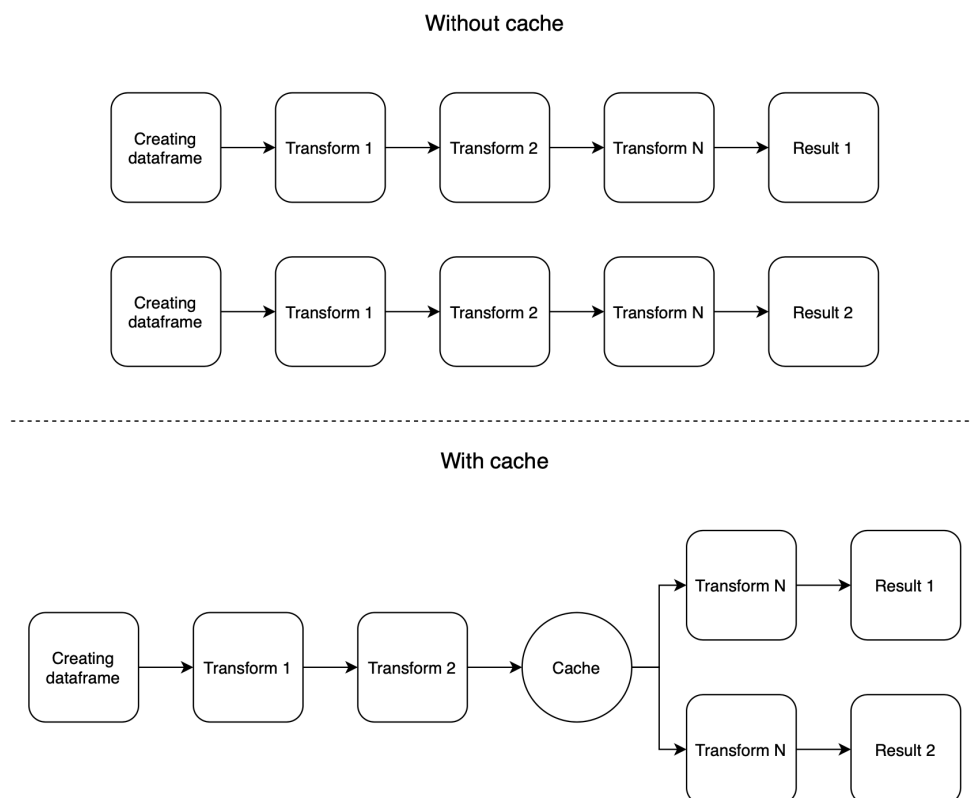 Without cache
Creating
dataframe
Transform 1
Transform 2
Transform N
Result 1
Creating
dataframe
Transform 1
Transform 2
Transform N
Result 2
With cache
Creating
dataframe
Transform 1
Transform 2
Cache
Transform N
Result 1
Transform N
Result 2